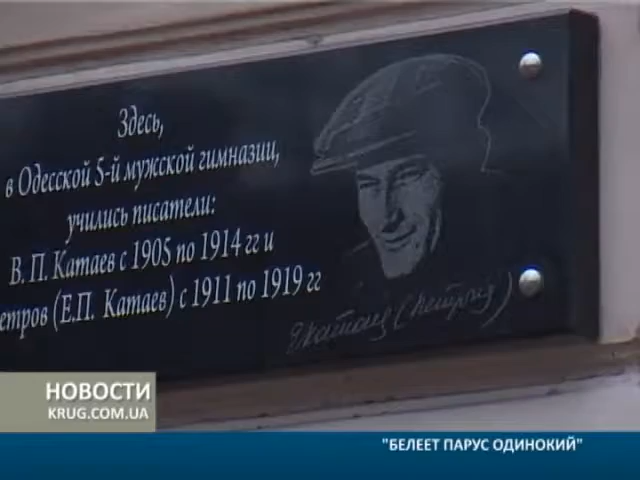 Здесь,
в Одесской 5-й мужской гимназии,
учились писатели:
В. П. Катаев с 1905 по 1914 гг и
етров (Е.П. Катаев) с 1911 по 1919 гг
НОВОСТИ
KRUG.COM.UA
"БЕЛЕЕТ ПАРУС ОДИНОКИЙ"